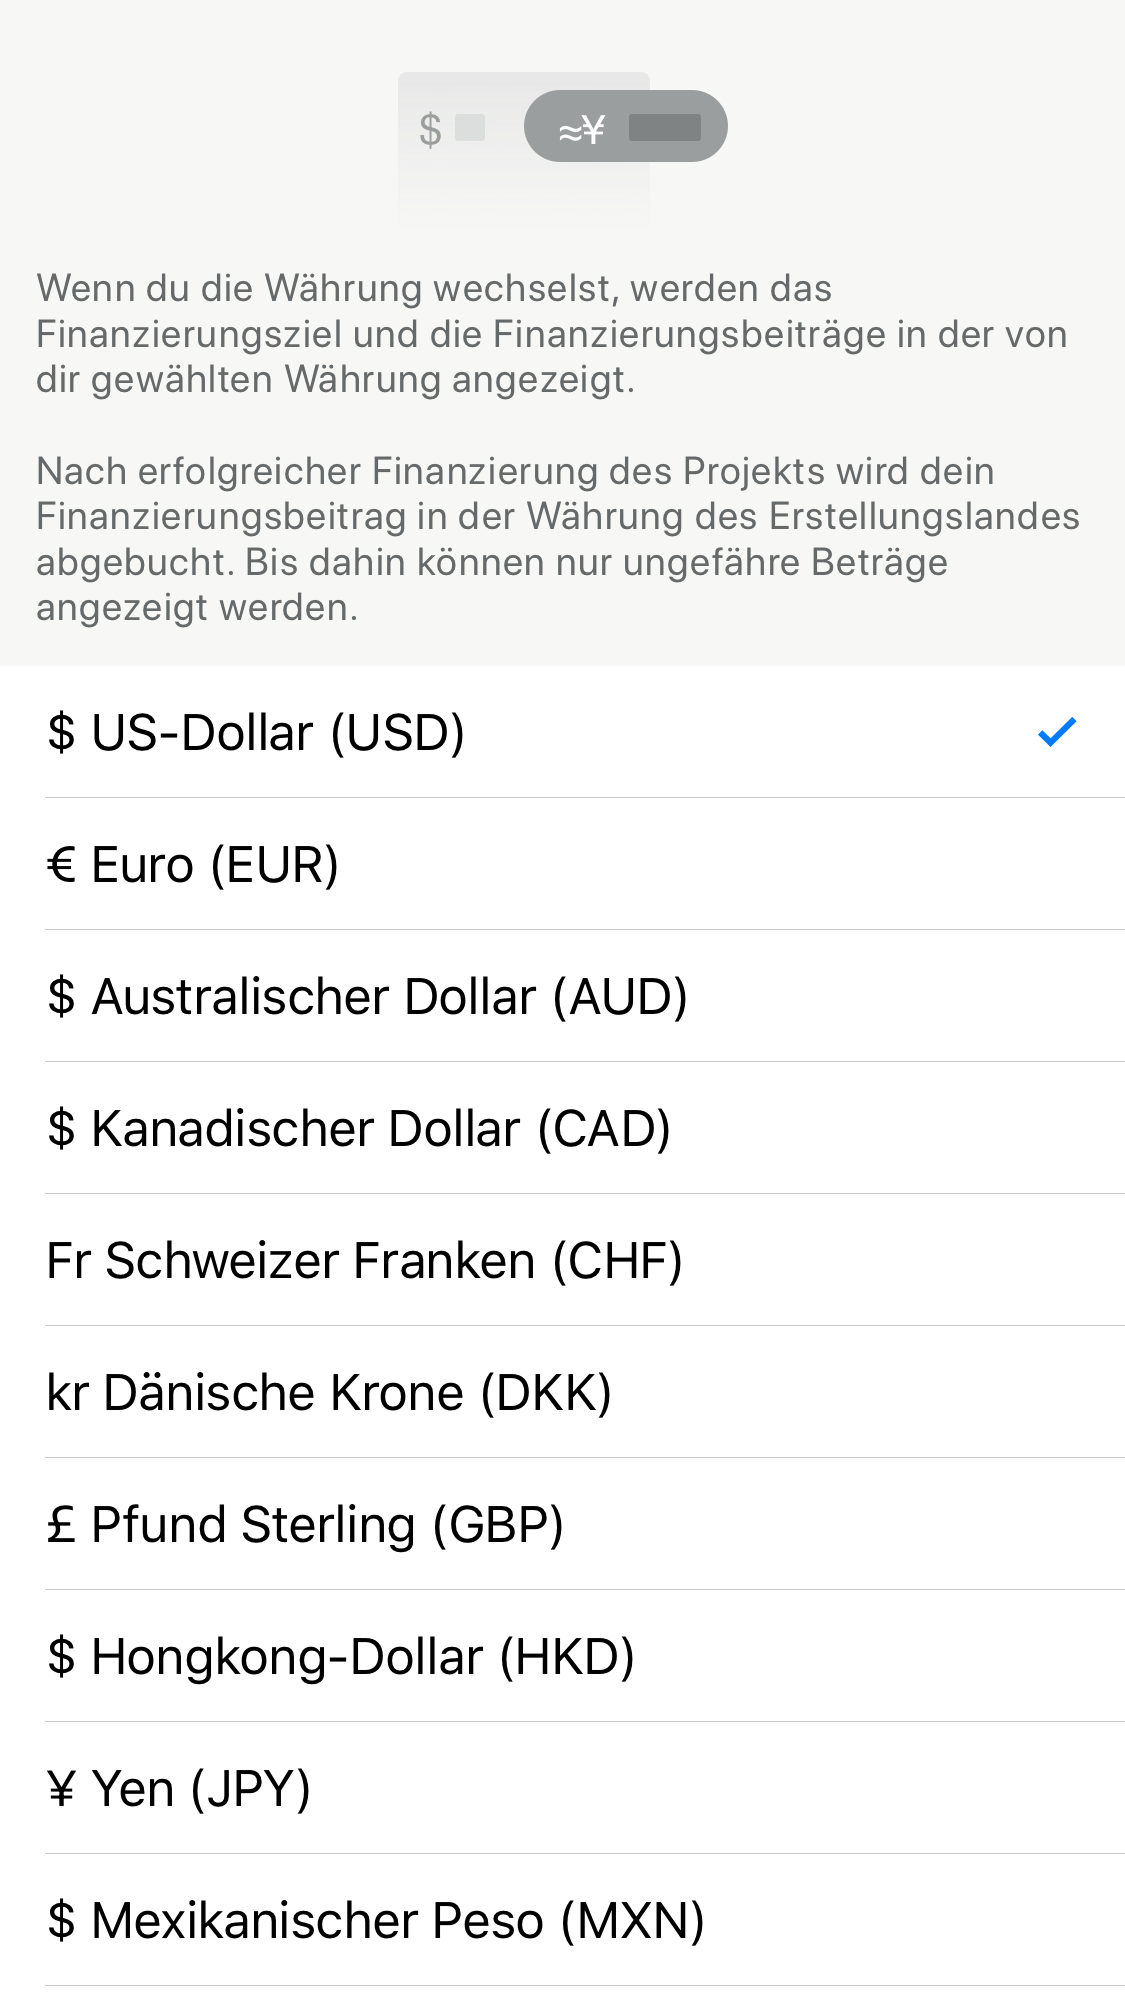 $ ≈¥
Wenn du die Währung wechselst, werden das
Finanzierungsziel und die Finanzierungsbeiträge in der von
dir gewählten Währung angezeigt.
Nach erfolgreicher Finanzierung des Projekts wird dein
Finanzierungsbeitrag in der Währung des Erstellungslandes
abgebucht. Bis dahin können nur ungefähre Beträge
angezeigt werden.
$ US-Dollar (USD)
€ Euro (EUR)
$ Australischer Dollar (AUD)
$ Kanadischer Dollar (CAD)
Fr Schweizer Franken (CHF)
kr Dänische Krone (DKK)
£ Pfund Sterling (GBP)
$ Hongkong-Dollar (HKD)
¥ Yen (JPY)
$ Mexikanischer Peso (MXN)